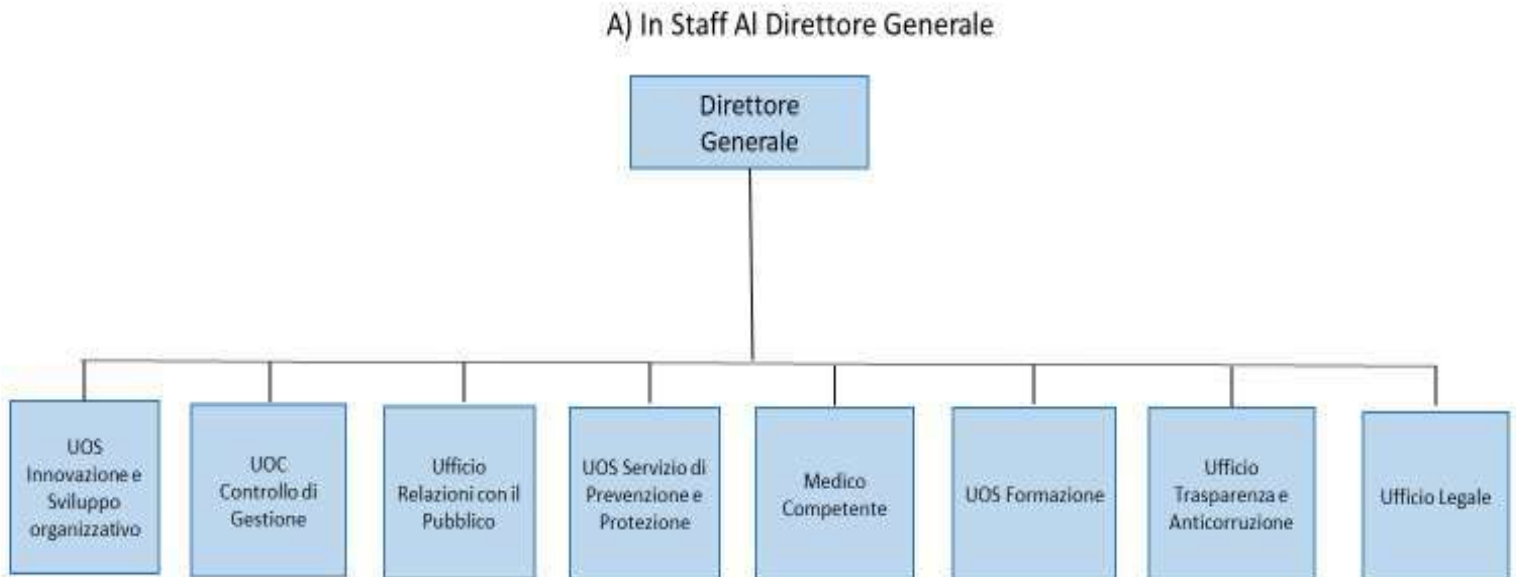 A) In Staff Al Direttore Generale
Direttore
Generale
UOS
Innovazione e
Sviluppo
organizzativo
UOC
Controllo di
Gestione
Ufficio
Relazioni con il
Pubblico
UOS Servizio di
Prevenzione e
Protezione
Medico
Competente
UOS Formazione
Ufficio
Trasparenza e
Anticorruzione
Ufficio Legale